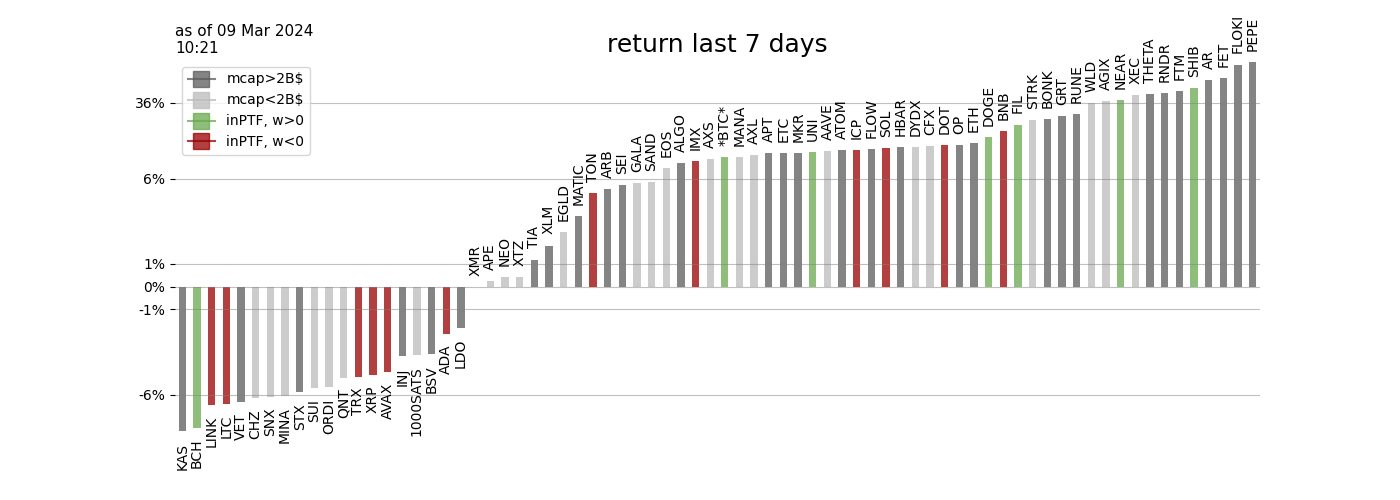 as of 09 Mar 2024
10:21
return last 7 days
mcap>2B$
mcap<2B$
inPTF, w>0
inPTF, w<0
36%
6%
1%
0%
-1%
-6%
KAS
BCH
LINK
LTC
VET
CHZ
SNX
MINA
STX
SUI
ORDI
QNT
TRX
XRP
AVAX
INJ
1000SATS
BSV
ADA
LDO
XMR
APE
NEO
XTZ
TIA
XLM
EGLD
MATIC
TON
ARB
SEI
GALA
SAND
EOS
ALGO
IMX
AXS
*BTC*
MANA
AXL
APT
ETC
MKR
UNI
AAVE
ATOM
ICP
FLOW
SOL
HBAR
DYDX
CFX
DOT
OP
ETH
DOGE
BNB
FIL
STRK
BONK
GRT
RUNE
WLD
AGIX
NEAR
XEC
THETA
RNDR
FTM
SHIB
AR
FET
FLOKI
PEPE